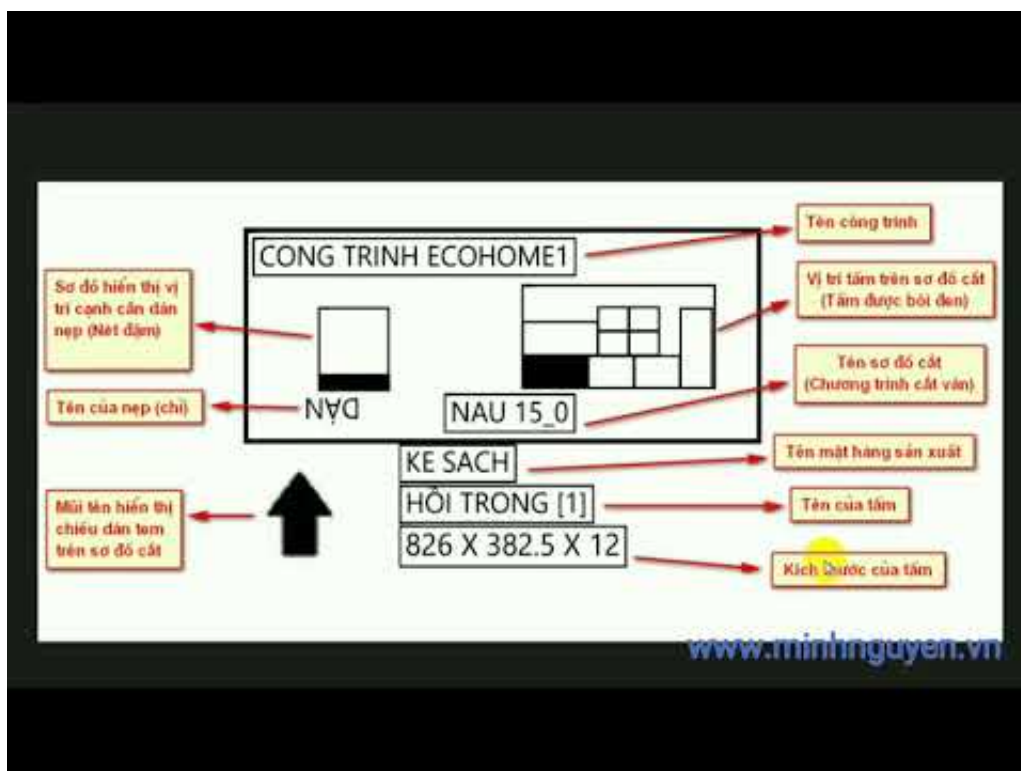 Tên công trình
CONG TRINH ECOHOME1
Sơ đồ hiển thị vị
trí cạnh cần dán
nẹp (Nét đậm)
Vị trí tấm trên sơ đồ cắt
(Tấm được bôi đen)
Tên sơ đồ cắt
(Chương trình cắt ván)
Tên của nẹp (chỉ)
DÁN
NAU 15_0
KE SACH
Tên mặt hàng sản xuất
HỒI TRONG [1]
Tên của tấm
Mũi tên hiển thị
chiều dán tem
trên sơ đồ cắt
826 X 382.5 X 12
Kích thước của tấm
www.minhnguyen.vn